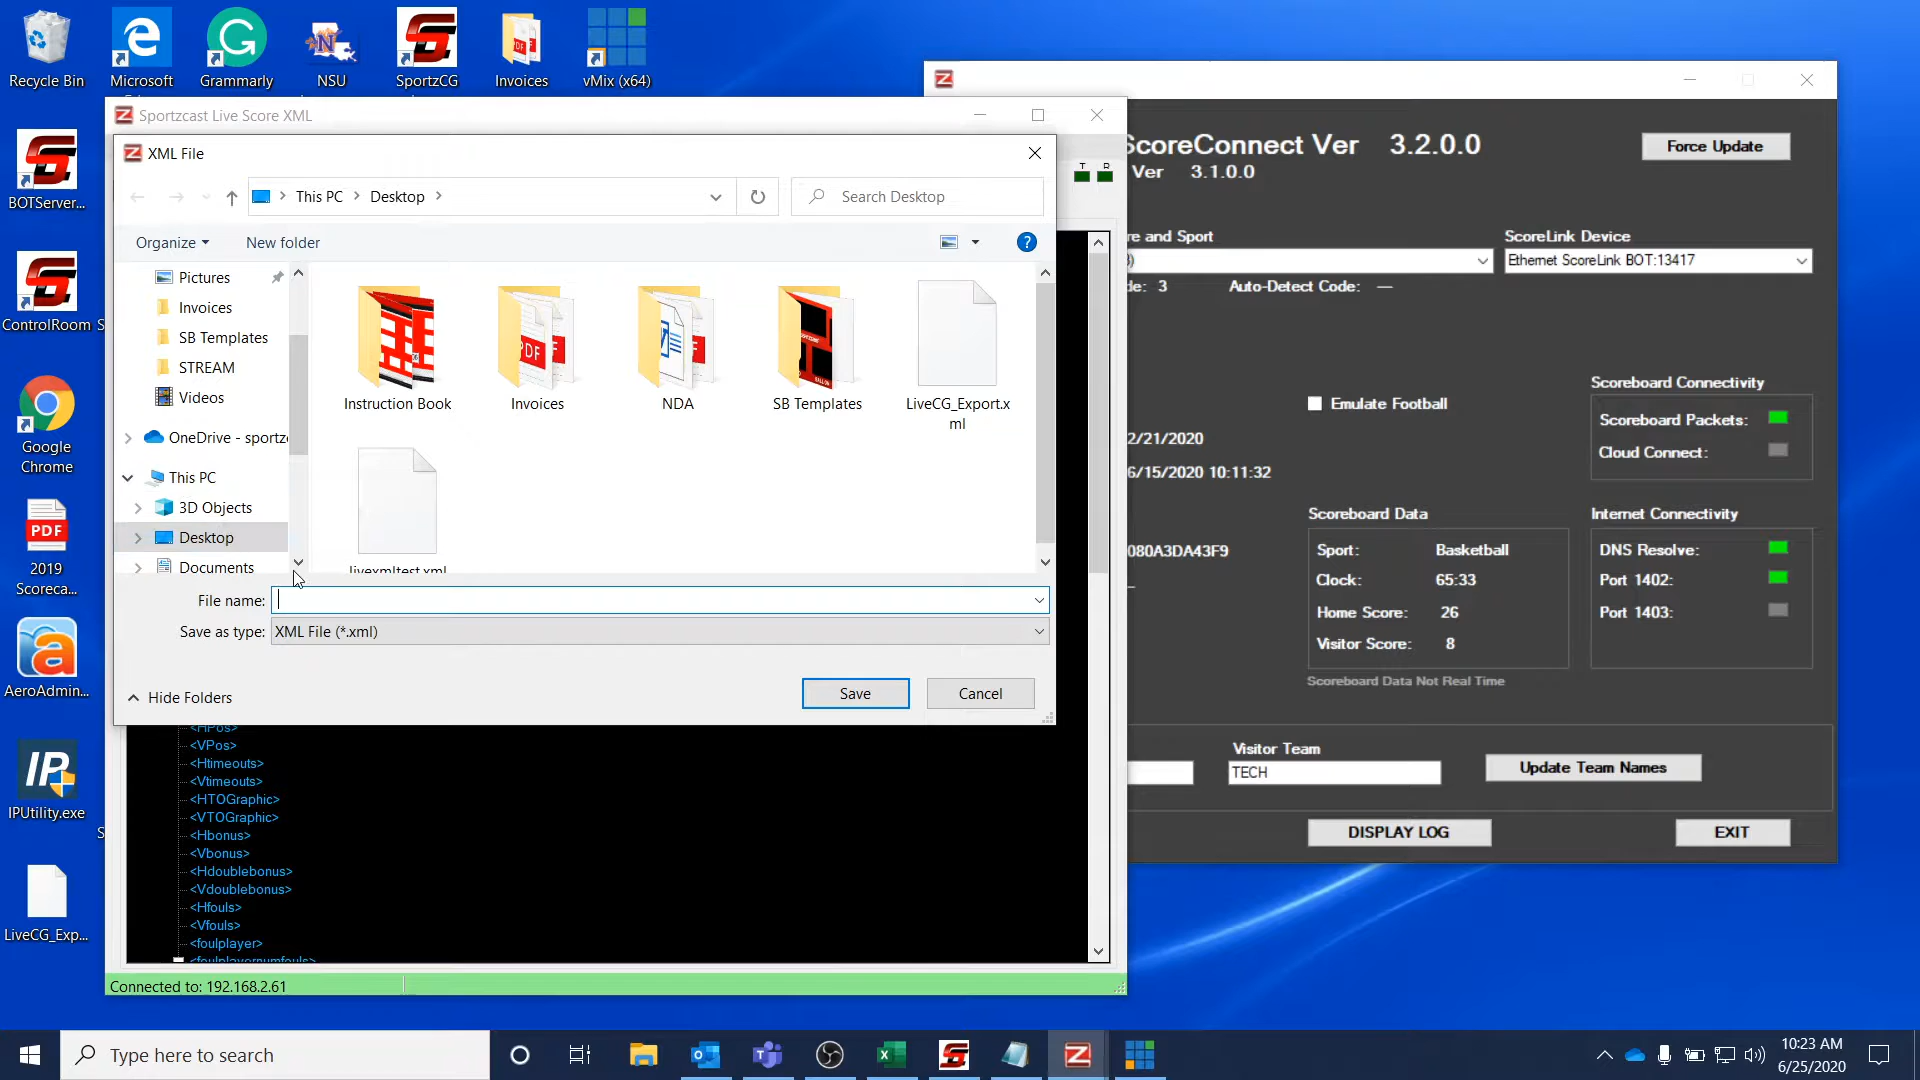 Recycle Bin
Microsoft
Grammarly
NSU
SportzCG
Invoices
vMix (x64)
BOTServer...
ControlRoom S
Google
Chrome
PDF
2019
Scoreca...
AeroAdmin...
IP
IPUtility.exe
LiveCG_Exp...
Sportzcast Live Score XML
XML File
This PC
Desktop
Search Desktop
Organize
New folder
Pictures
Invoices
SB Templates
STREAM
Videos
OneDrive - sportz
This PC
3D Objects
Desktop
Documents
Instruction Book
Invoices
NDA
SB Templates
LiveCG_Export.x
ml
livexmltest.xml
File name:
Save as type:
XML File (*.xml)
Hide Folders
Save
Cancel
<HPos>
<VPos>
<Htimeouts>
<Vtimeouts>
<HTOGraphic>
<VTOGraphic>
<Hbonus>
<Vbonus>
<Hdoublebonus>
<Vdoublebonus>
<Hfouls>
<Vfouls>
<foulplayer>
<foulplayernumfouls>
Connected to: 192.168.2.61
T R
ScoreConnect Ver 3.2.0.0
Ver 3.1.0.0
Force Update
re and Sport
ScoreLink Device
Ethernet ScoreLink BOT:13417
de: 3
Auto-Detect Code: —
Emulate Football
2/21/2020
6/15/2020 10:11:32
080A3DA43F9
Scoreboard Connectivity
Scoreboard Packets:
Cloud Connect:
Scoreboard Data
Sport: Basketball
Clock: 65:33
Home Score: 26
Visitor Score: 8
Scoreboard Data Not Real Time
Internet Connectivity
DNS Resolve:
Port 1402:
Port 1403:
Visitor Team
TECH
Update Team Names
DISPLAY LOG
EXIT
Type here to search
10:23 AM
6/25/2020